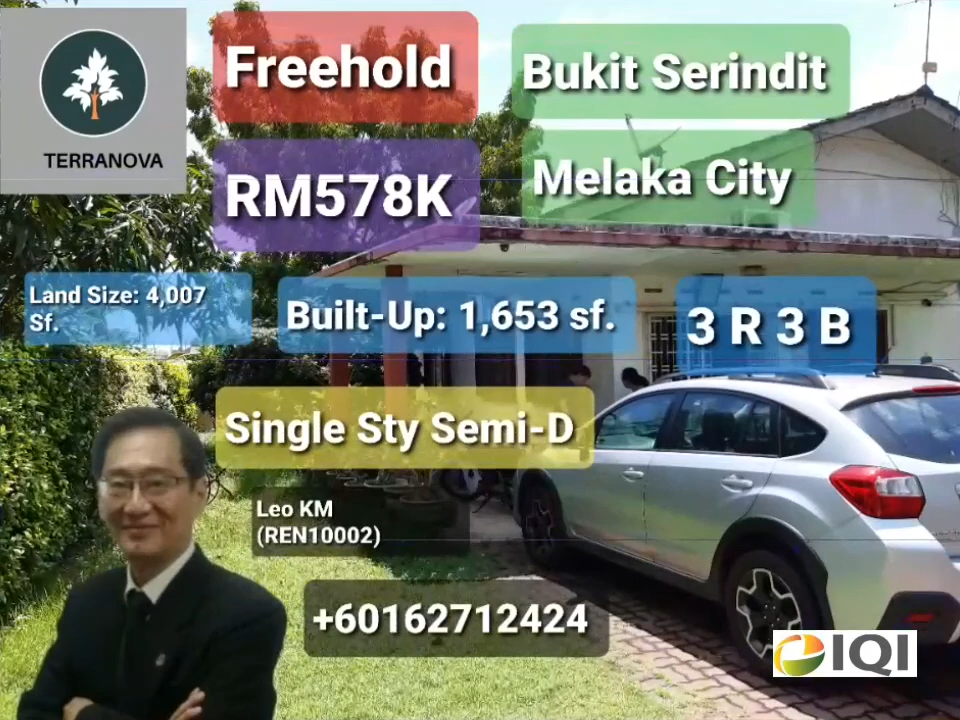 TERRANOVA
Freehold
Bukit Serindit
RM578K
Melaka City
Land Size: 4,007
Sf.
Built-Up: 1,653 sf.
3 R 3 B
Single Sty Semi-D
Leo KM
(REN10002)
+60162712424
IQI